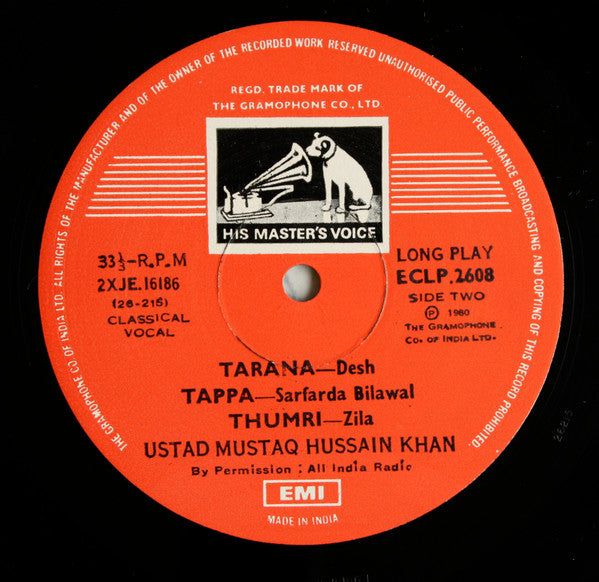 THE GRAMOPHONE CO. OF INDIA LTD. ALL RIGHTS OF THE MANUFACTURER AND OF THE OWNER OF THE RECORDED WORK RESERVED UNAUTHORISED PUBLIC PERFORMANCE BROADCASTING AND COPYING OF THIS RECORD PROHIBITED.
REGD. TRADE MARK OF
THE GRAMOPHONE CO., LTD.
HIS MASTER'S VOICE
33⅓-R.P.M
2XJE.16186
(26-215)
CLASSICAL
VOCAL
LONG PLAY
ECLP.2608
SIDE TWO
℗ 1980
THE GRAMOPHONE
CO. OF INDIA LTD.
TARANA—Desh
TAPPA—Sarfarda Bilawal
THUMRI—Zila
USTAD MUSTAQ HUSSAIN KHAN
By Permission : All India Radio
EMI
MADE IN INDIA